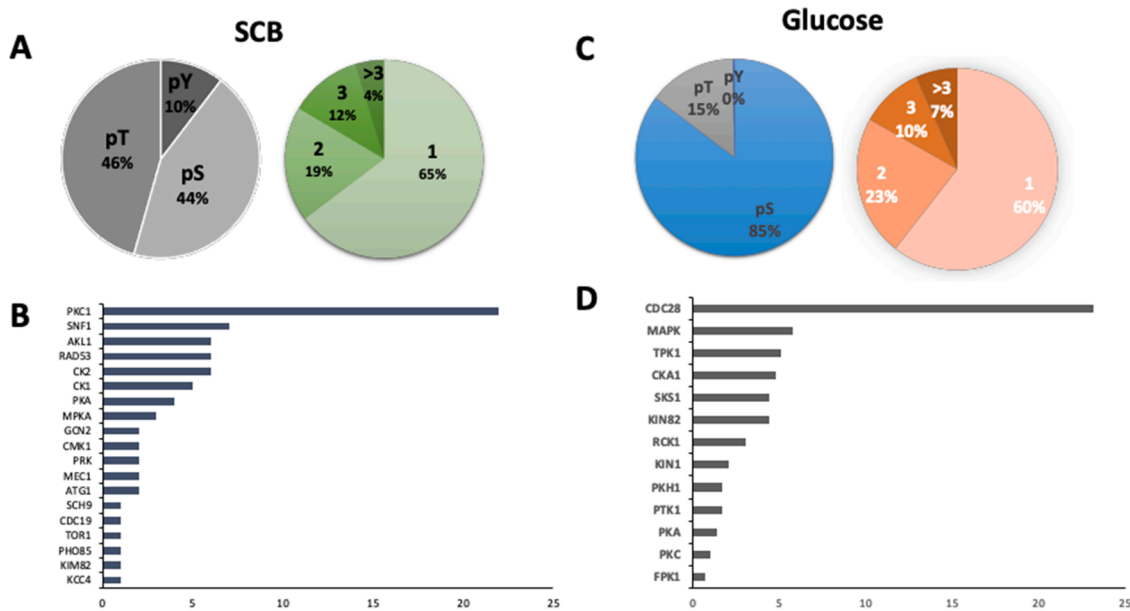 SCB
Glucose
A
pY
10%
pT
46%
pS
44%
>3
4%
3
12%
2
19%
1
65%
C
pT
15%
pY
0%
pS
85%
>3
7%
3
10%
2
23%
1
60%
B
PKC1
SNF1
AKL1
RAD53
CK2
CK1
PKA
MPKA
GCN2
CMK1
PRK
MEC1
ATG1
SCH9
CDC19
TOR1
PHO85
KIM82
KCC4
0 5 10 15 20 25
D
CDC28
MAPK
TPK1
CKA1
SKS1
KIN82
RCK1
KIN1
PKH1
PTK1
PKA
PKC
FPK1
0 5 10 15 20 25